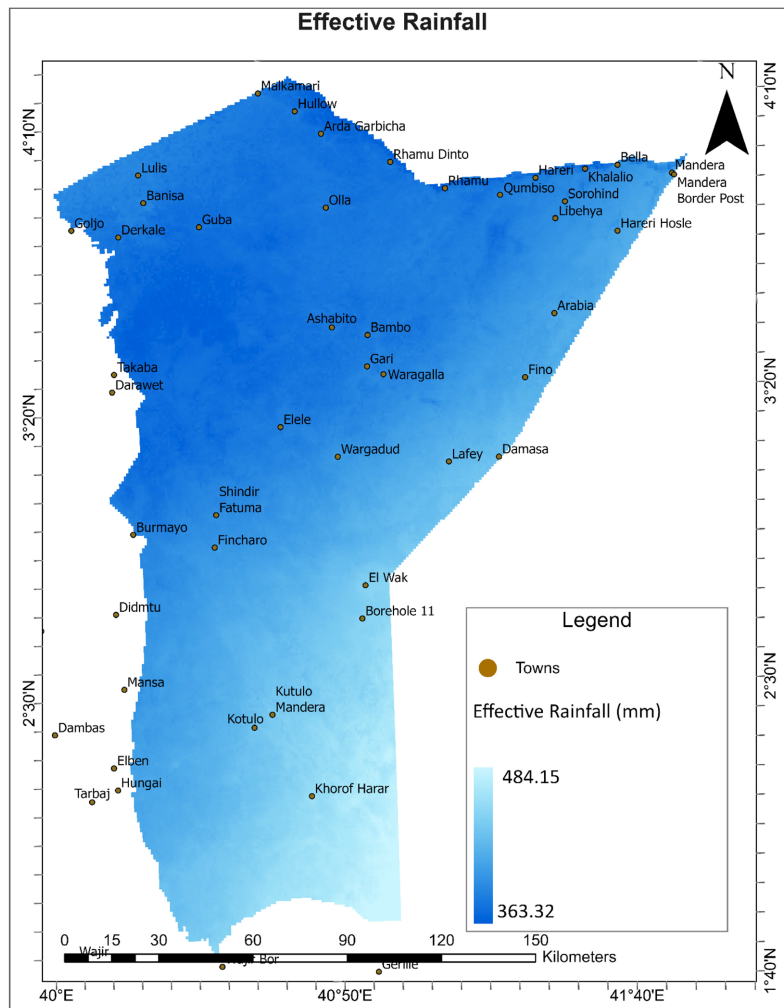 Effective Rainfall
N
4°10'N
4°10'N
Malkamari
Hullow
Arda Garbicha
Rhamu Dinto
Bella
Mandera
Hareri
Khalalio
Mandera
Border Post
Lulis
Rhamu
Qumbiso
Sorohind
Banisa
Olla
Libehya
Goljo
Guba
Derkale
Hareri Hosle
Arabia
Ashabito
Bambo
Gari
Waragalla
Takaba
Fino
3°20'N
Darawet
3°20'N
Elele
Wargadud
Lafey
Damasa
Shindir
Fatuma
Burmayo
Fincharo
El Wak
Didmtu
Borehole 11
Legend
Towns
2°30'N
2°30'N
Mansa
Kutulo
Mandera
Effective Rainfall (mm)
Dambas
Kotulo
Elben
484.15
Hungai
Tarbaj
Khorof Harar
363.32
0 15 30 60 90 120 150
Kilometers
Wajir
Bor
Gerille
1°40'N
40°E
40°50'E
41°40'E